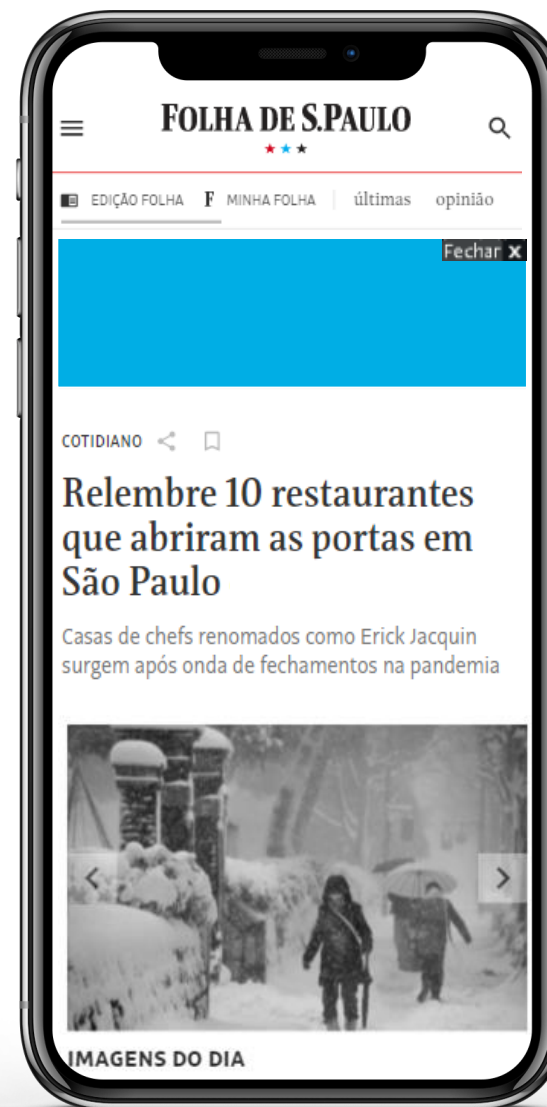 FOLHA DE S.PAULO
EDIÇÃO FOLHA F MINHA FOLHA últimas opinião
Fechar x
COTIDIANO
Relembre 10 restaurantes
que abriram as portas em
São Paulo
Casas de chefs renomados como Erick Jacquin
surgem após onda de fechamentos na pandemia
IMAGENS DO DIA